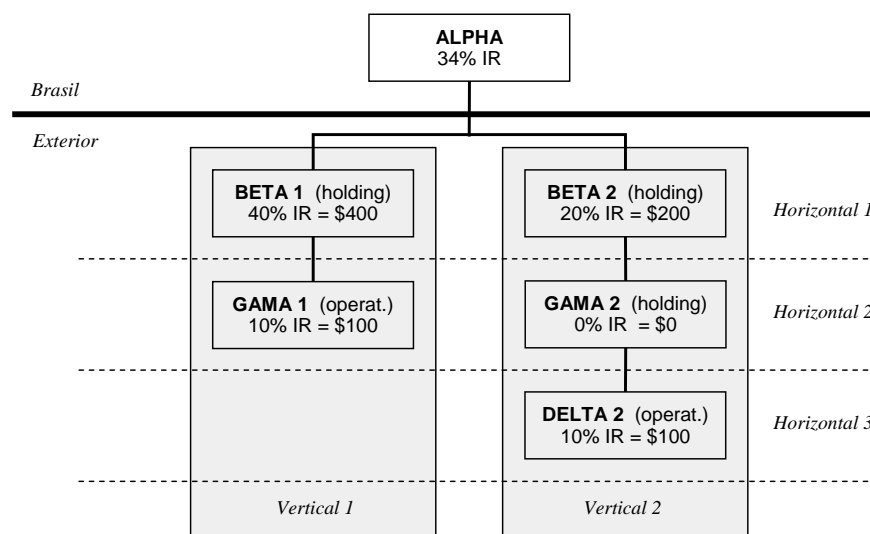 ALPHA
34% IR
Brasil
Exterior
BETA 1 (holding)
40% IR = $400
BETA 2 (holding)
20% IR = $200
Horizontal 1
GAMA 1 (operat.)
10% IR = $100
GAMA 2 (holding)
0% IR = $0
Horizontal 2
DELTA 2 (operat.)
10% IR = $100
Horizontal 3
Vertical 1
Vertical 2